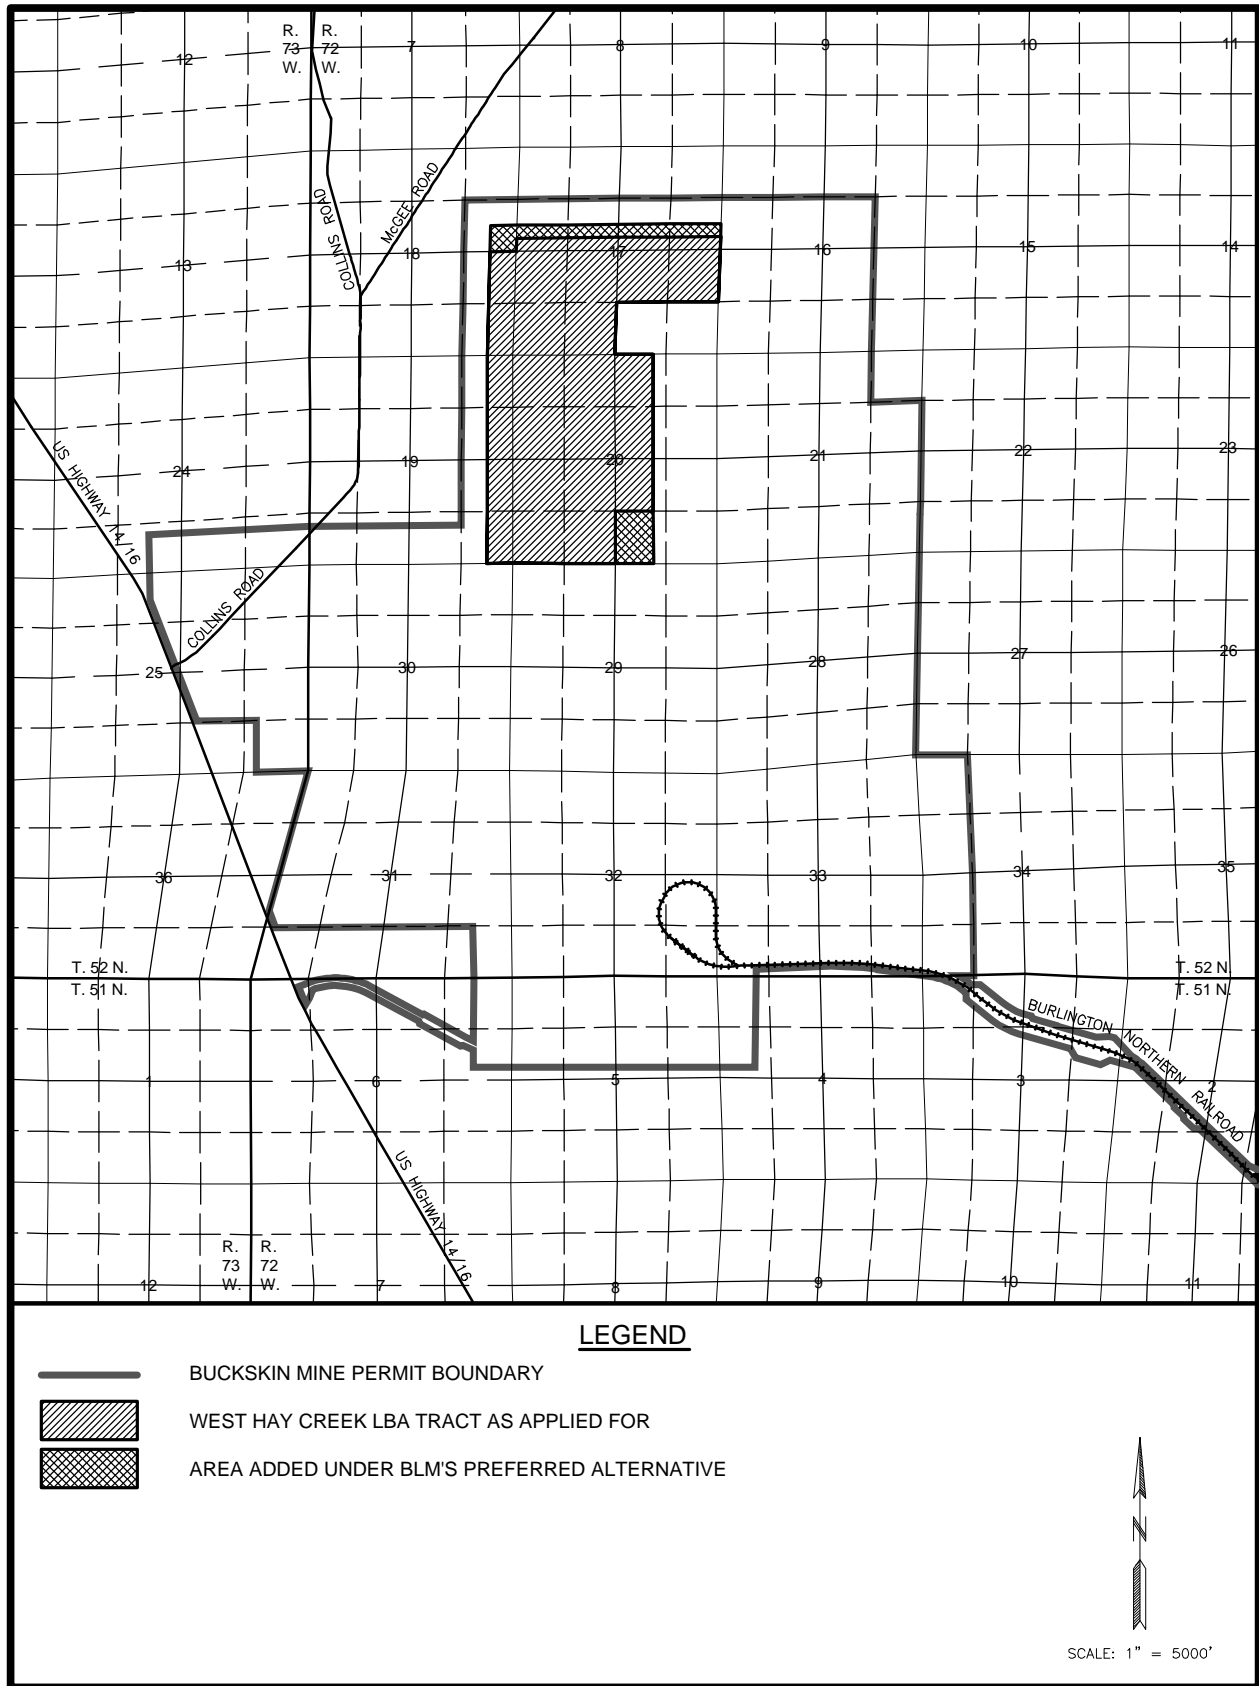 R. R.
73 72
W. W.
12 7 8 9 10 11
COLLINS ROAD
McGEE ROAD
13 18 17 16 15 14
US HIGHWAY 14/16
24 19 20 21 22 23
COLLINS ROAD
25 30 29 28 27 26
36 31 32 33 34 35
T. 52 N. T. 52 N.
T. 51 N. T. 51 N.
BURLINGTON NORTHERN RAILROAD
1 6 5 4 3 2
US HIGHWAY 14/16
R. R.
73 72
W. W.
12 7 8 9 10 11
LEGEND
BUCKSKIN MINE PERMIT BOUNDARY
WEST HAY CREEK LBA TRACT AS APPLIED FOR
AREA ADDED UNDER BLM'S PREFERRED ALTERNATIVE
N
SCALE: 1" = 5000'